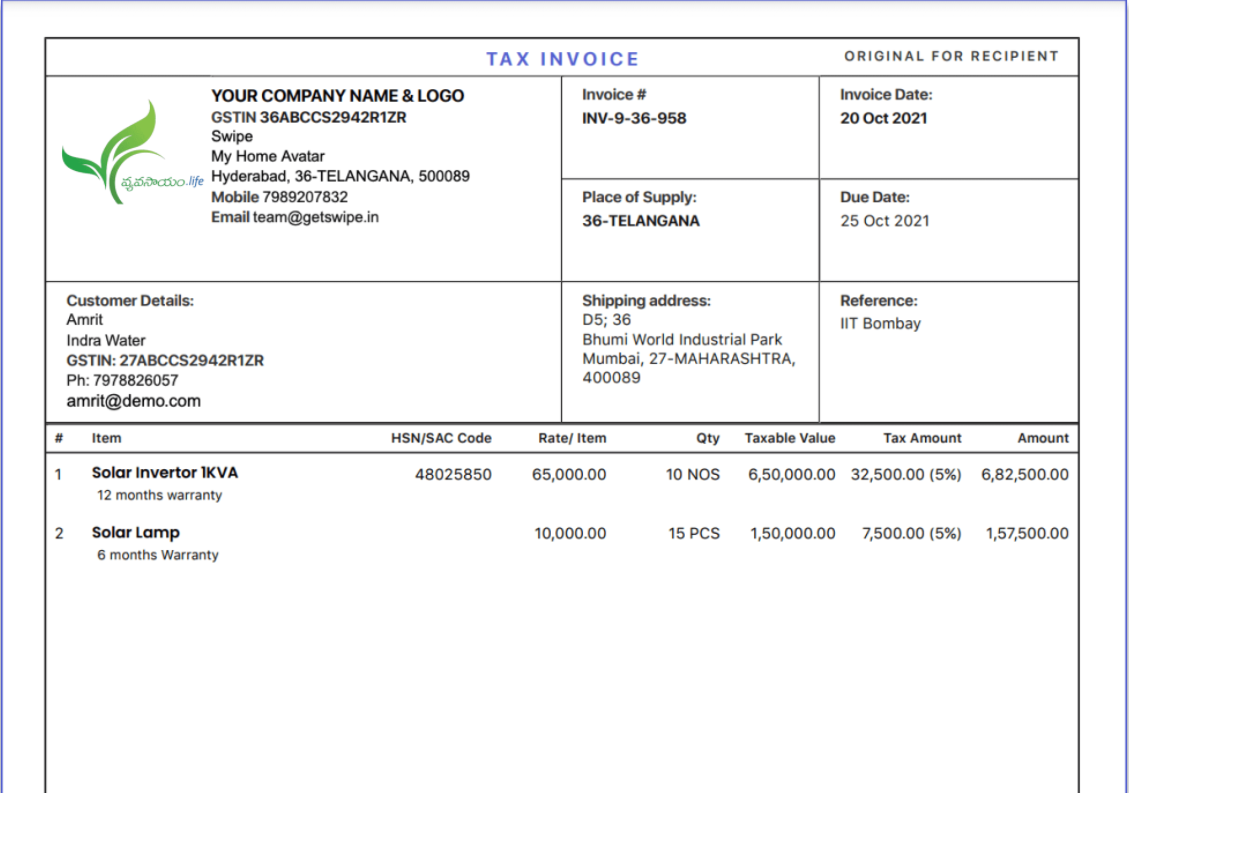 TAX INVOICE
ORIGINAL FOR RECIPIENT
YOUR COMPANY NAME & LOGO
GSTIN 36ABCCS2942R1ZR
Swipe
My Home Avatar
Hyderabad, 36-TELANGANA, 500089
Mobile 7989207832
Email team@getswipe.in
వ్యవసాయం.life
Invoice #
INV-9-36-958
Invoice Date:
20 Oct 2021
Place of Supply:
36-TELANGANA
Due Date:
25 Oct 2021
Customer Details:
Amrit
Indra Water
GSTIN: 27ABCCS2942R1ZR
Ph: 7978826057
amrit@demo.com
Shipping address:
D5; 36
Bhumi World Industrial Park
Mumbai, 27-MAHARASHTRA,
400089
Reference:
IIT Bombay
# Item HSN/SAC Code Rate/ Item Qty Taxable Value Tax Amount Amount
1 Solar Invertor 1KVA 48025850 65,000.00 10 NOS 6,50,000.00 32,500.00 (5%) 6,82,500.00
12 months warranty
2 Solar Lamp 10,000.00 15 PCS 1,50,000.00 7,500.00 (5%) 1,57,500.00
6 months Warranty